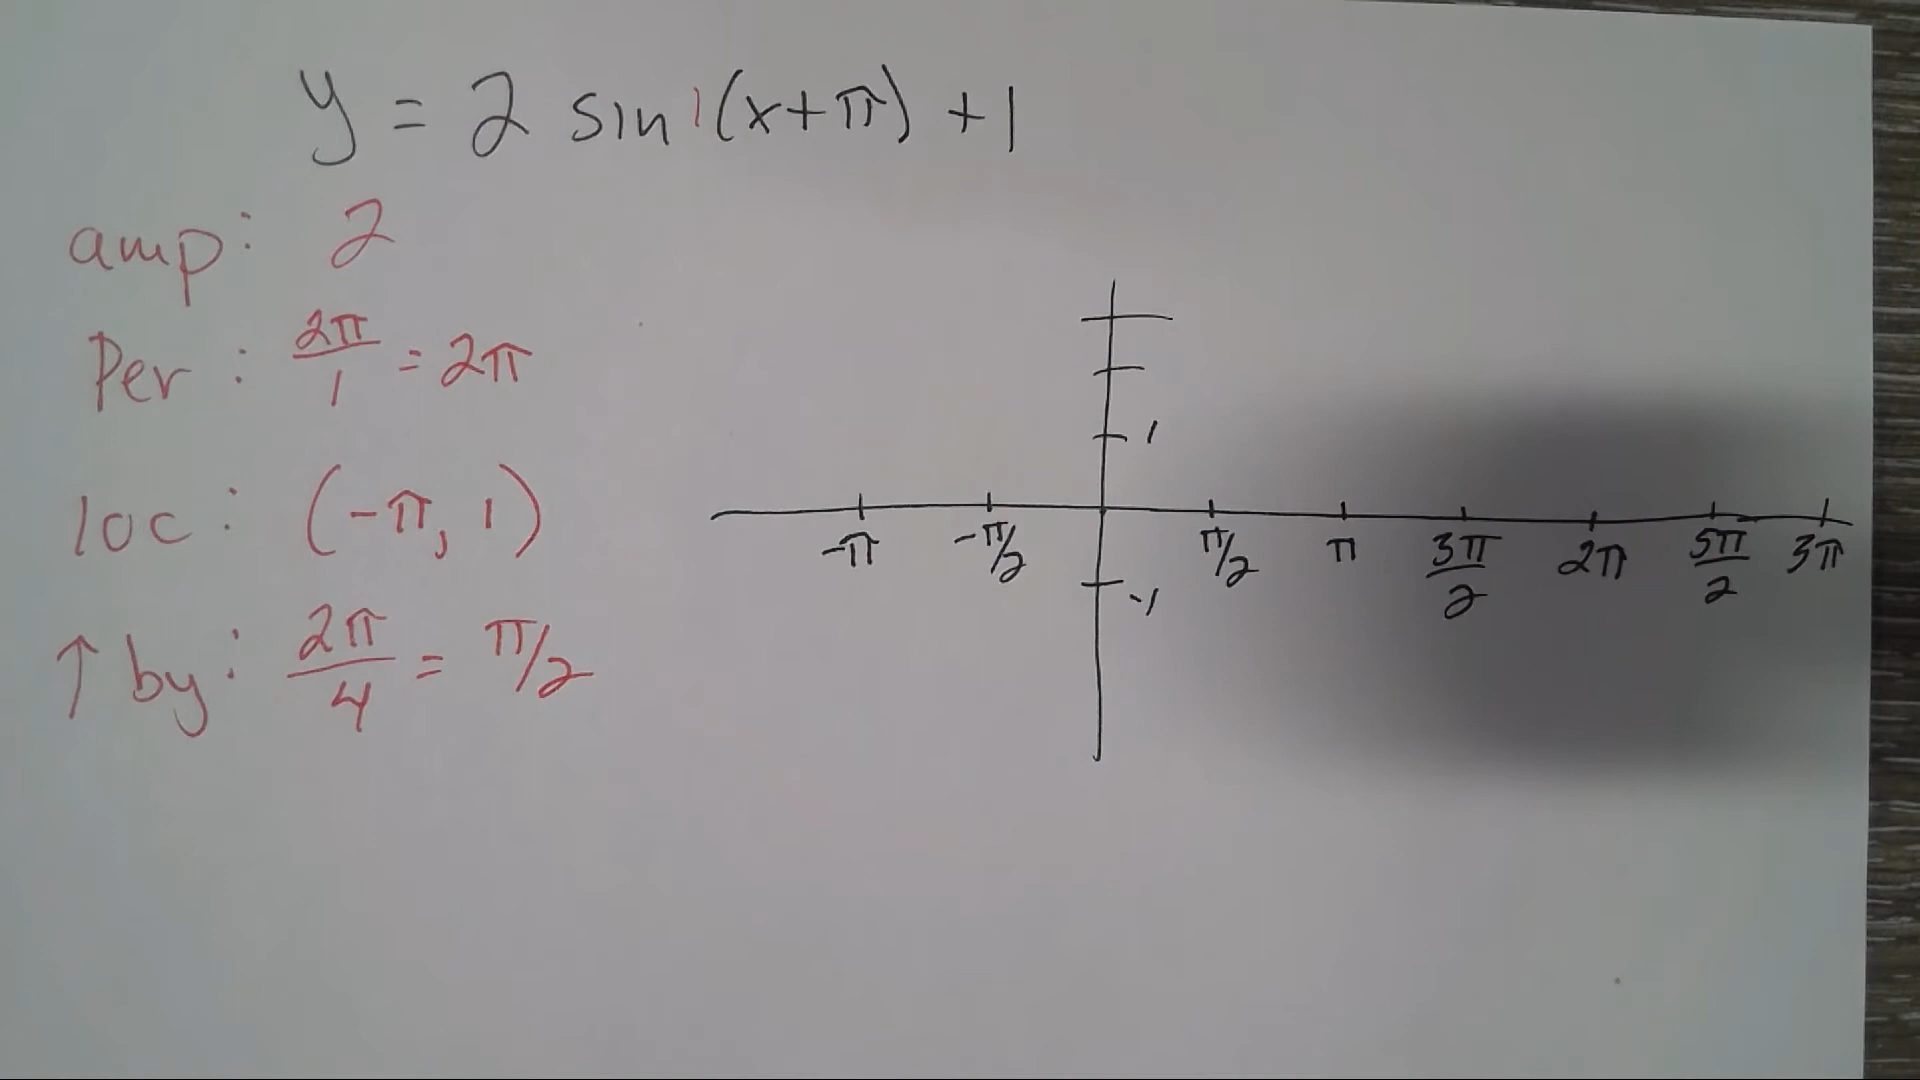 y = 2 sin 1(x+π) +1
amp: 2
Per: 2π/1 = 2π
loc: (-π, 1)
↑ by: 2π/4 = π/2
1
-π -π/2 π/2 π 3π/2 2π 5π/2 3π
-1